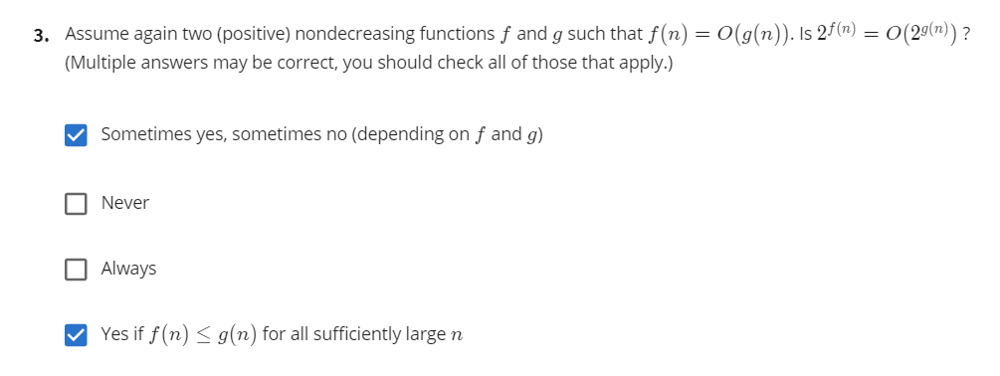 3. Assume again two (positive) nondecreasing functions f and g such that f(n) = O(g(n)). Is 2^{f(n)} = O(2^{g(n)}) ?
(Multiple answers may be correct, you should check all of those that apply.)
Sometimes yes, sometimes no (depending on f and g)
Never
Always
Yes if f(n) ≤ g(n) for all sufficiently large n